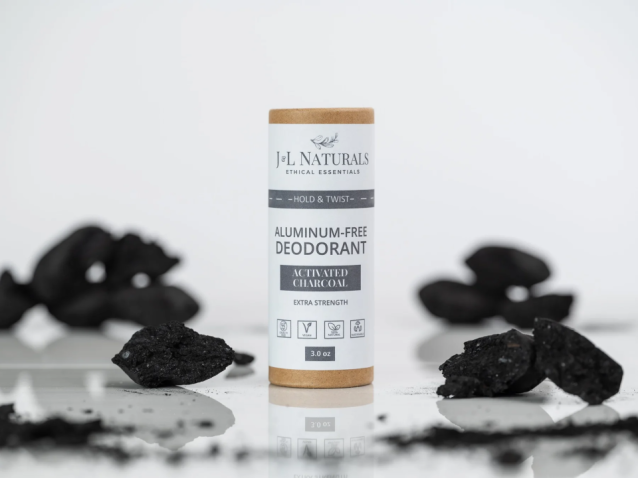 J&L NATURALS
ETHICAL ESSENTIALS
HOLD & TWIST
ALUMINUM-FREE
DEODORANT
ACTIVATED
CHARCOAL
EXTRA STRENGTH
3.0 oz